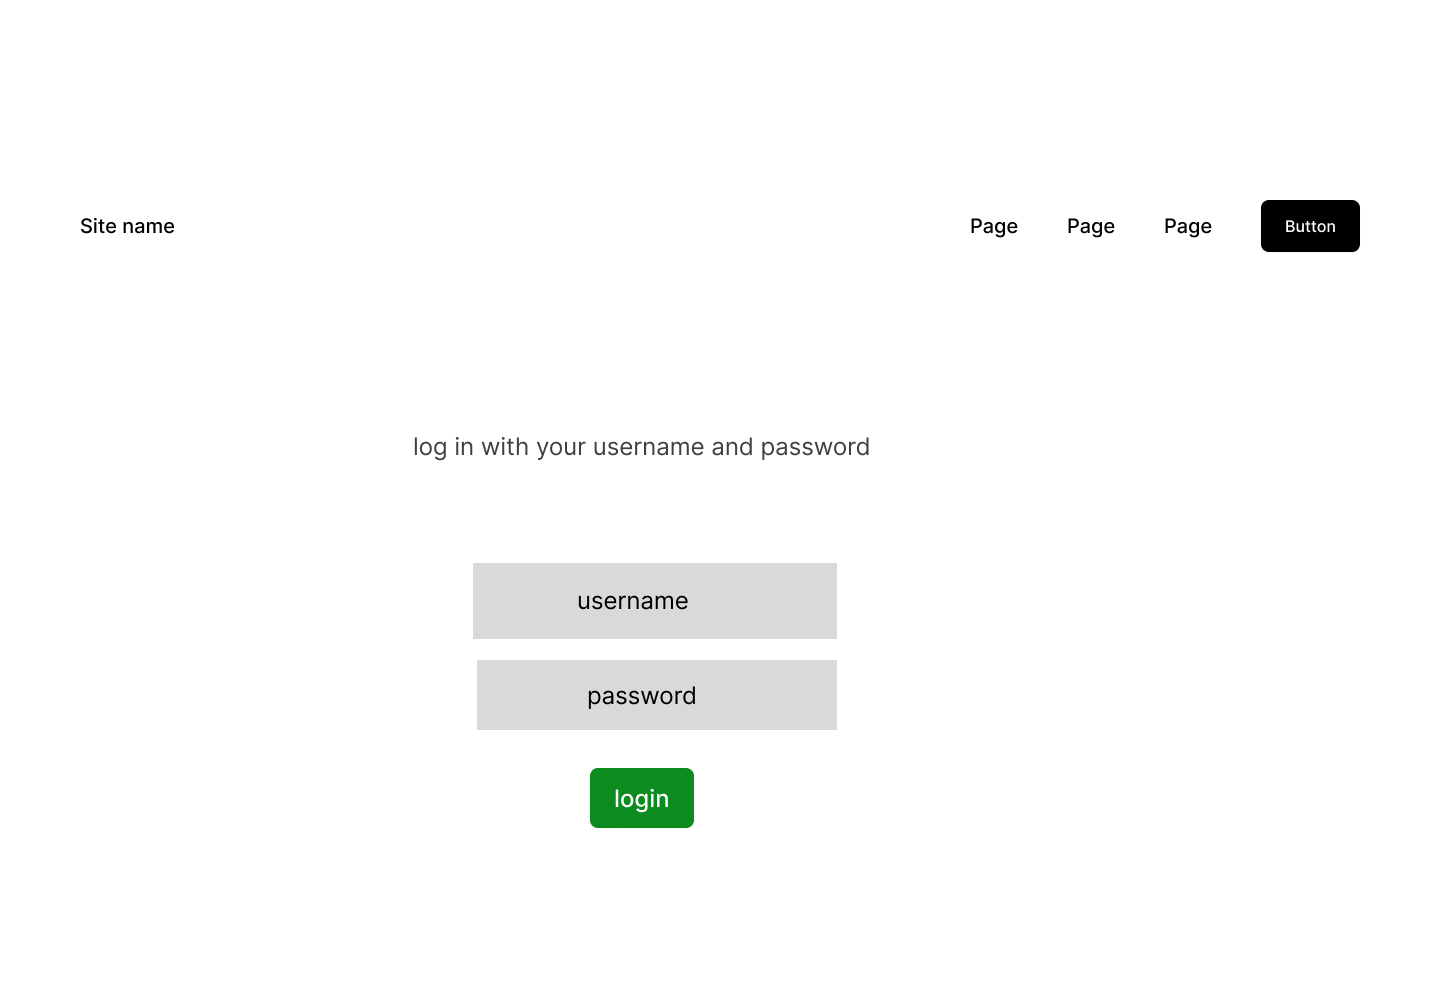 Site name Page Page Page Button
log in with your username and password
username
password
login